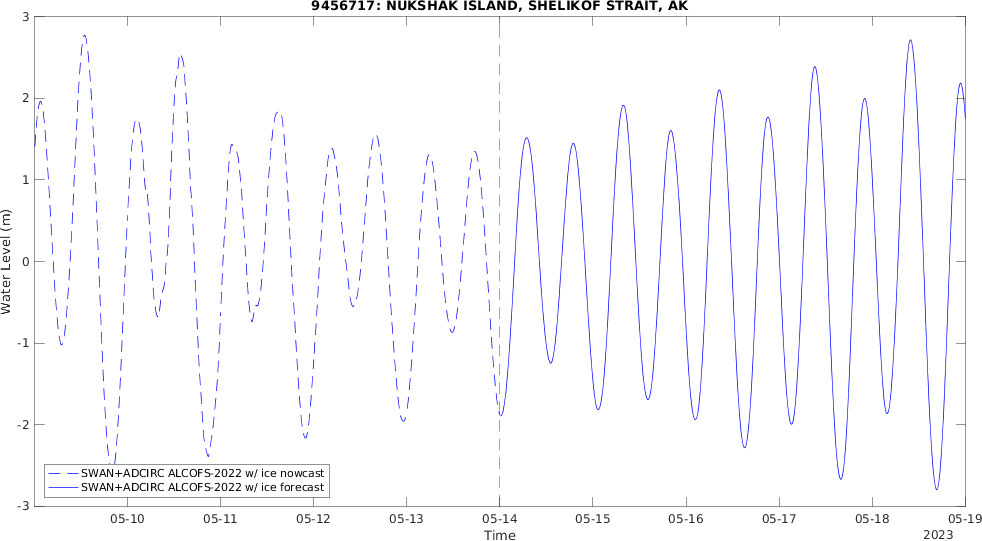 9456717: NUKSHAK ISLAND, SHELIKOF STRAIT, AK
3
2
1
0
-1
-2
-3
Water Level (m)
SWAN+ADCIRC ALCOFS-2022 w/ ice nowcast
SWAN+ADCIRC ALCOFS-2022 w/ ice forecast
05-10 05-11 05-12 05-13 05-14 05-15 05-16 05-17 05-18 05-19
Time
2023